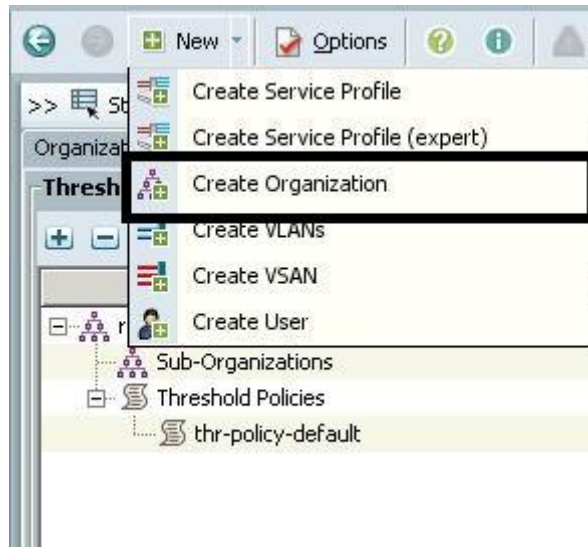 New Options
Create Service Profile
>> St
Create Service Profile (expert)
Organizat
Create Organization
Thresh
Create VLANs
Create VSAN
Create User
r
Sub-Organizations
Threshold Policies
thr-policy-default